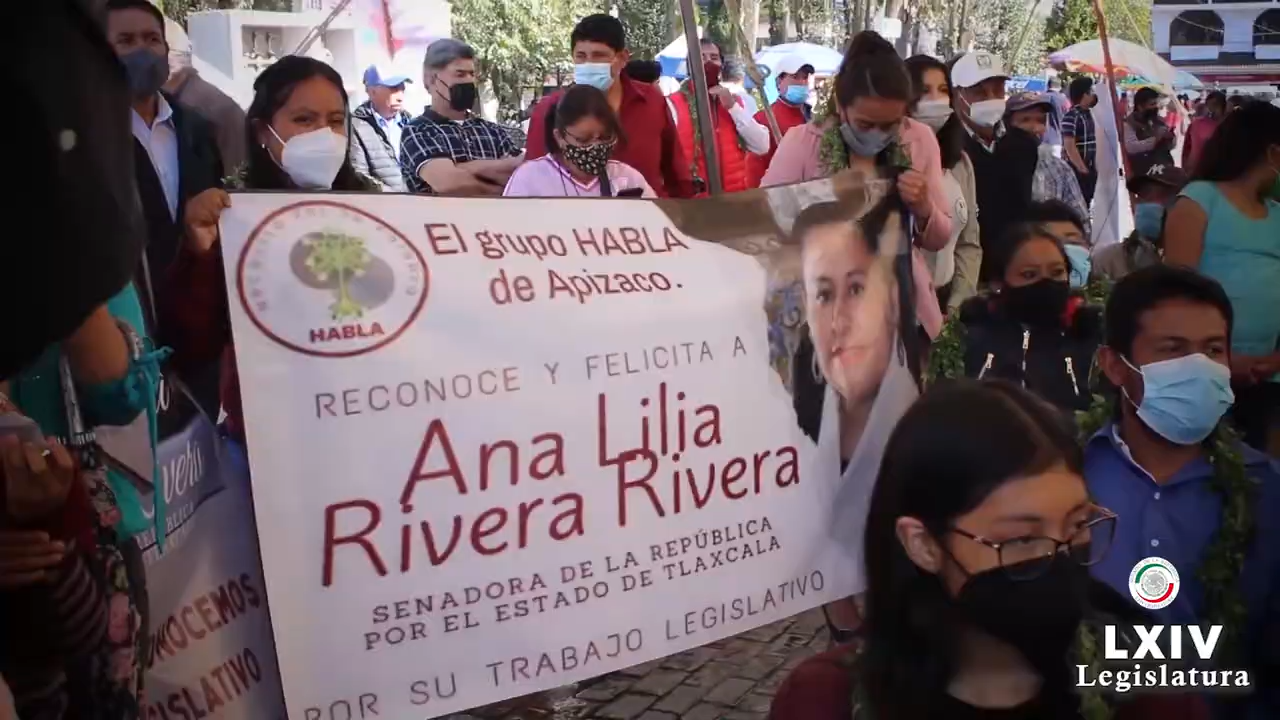 HABLA
El grupo HABLA
de Apizaco.
RECONOCE Y FELICITA A
Ana Lilia
Rivera Rivera
SENADORA DE LA REPÚBLICA
POR EL ESTADO DE TLAXCALA
POR SU TRABAJO LEGISLATIVO
LXIV
Legislatura